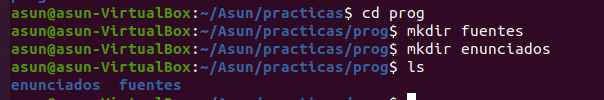 asun@asun-VirtualBox:~/Asun/practicas$ cd prog
asun@asun-VirtualBox:~/Asun/practicas/prog$ mkdir fuentes
asun@asun-VirtualBox:~/Asun/practicas/prog$ mkdir enunciados
asun@asun-VirtualBox:~/Asun/practicas/prog$ ls
enunciados  fuentes
asun@asun-VirtualBox:~/Asun/practicas/prog$